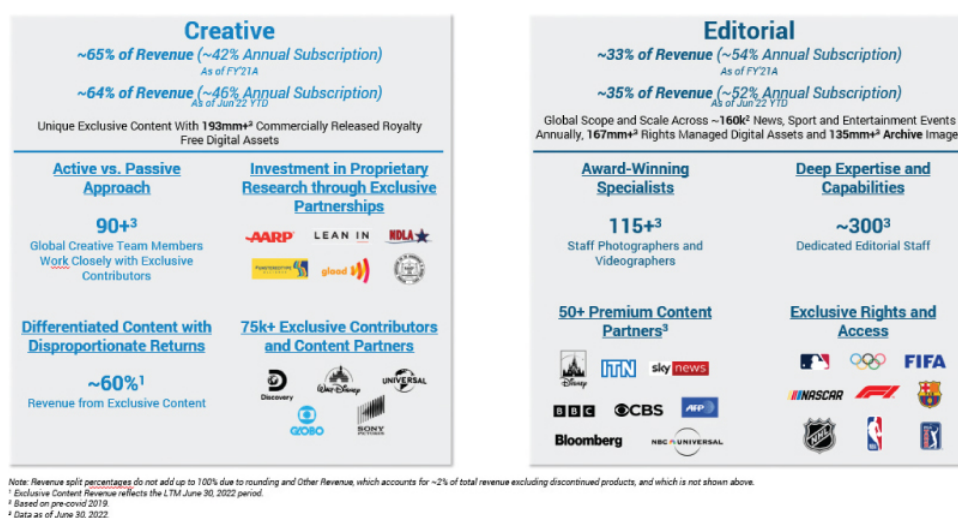 Creative
~65% of Revenue (~42% Annual Subscription)
As of FY'21A
~64% of Revenue (~46% Annual Subscription)
As of Jun'22 YTD
Unique Exclusive Content With 193mm+³ Commercially Released Royalty
Free Digital Assets
Active vs. Passive
Approach
90+³
Global Creative Team Members
Work Closely with Exclusive
Contributors
Investment in Proprietary
Research through Exclusive
Partnerships
AARP
LEAN IN
NDLA
glaad
Differentiated Content with
Disproportionate Returns
~60%¹
Revenue from Exclusive Content
75k+ Exclusive Contributors
and Content Partners
Discovery
WALT DISNEY
UNIVERSAL
GLOBO
SONY
PICTURES
Editorial
~33% of Revenue (~54% Annual Subscription)
As of FY'21A
~35% of Revenue (~52% Annual Subscription)
As of Jun'22 YTD
Global Scope and Scale Across ~160k² News, Sport and Entertainment Events
Annually, 167mm+³ Rights Managed Digital Assets and 135mm+³ Archive Image
Award-Winning
Specialists
115+³
Staff Photographers and
Videographers
Deep Expertise and
Capabilities
~300³
Dedicated Editorial Staff
50+ Premium Content
Partners³
Disney
ITN
sky news
BBC
CBS
AFP
Bloomberg
NBC UNIVERSAL
Exclusive Rights and
Access
FIFA
NASCAR
F1
NHL
NBA
PGA TOUR
Note: Revenue split percentages do not add up to 100% due to rounding and Other Revenue, which accounts for ~2% of total revenue excluding discontinued products, and which is not shown above.
¹ Exclusive Content Revenue reflects the LTM June 30, 2022 period.
² Based on pre-covid 2019.
³ Data as of June 30, 2022.